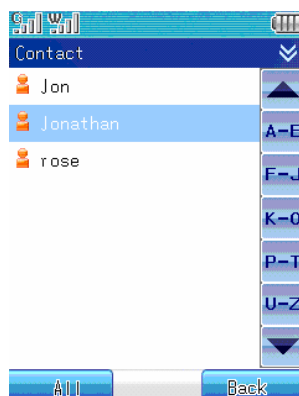 G W
Contact
Jon
Jonathan
rose
A-E
F-J
K-O
P-T
U-Z
All
Back